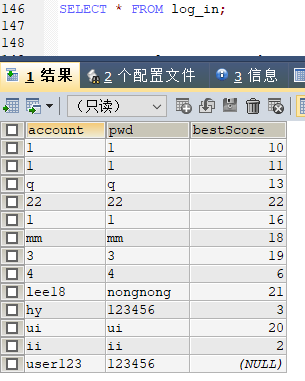 146 SELECT * FROM log_in;
147
148
1 结果 2 个配置文件 3 信息
（只读）
account pwd bestScore
1 1 10
1 1 11
q q 13
22 22 22
1 1 16
mm mm 18
3 3 19
4 4 6
lee18 nongnong 21
hy 123456 3
ui ui 20
ii ii 2
user123 123456 (NULL)